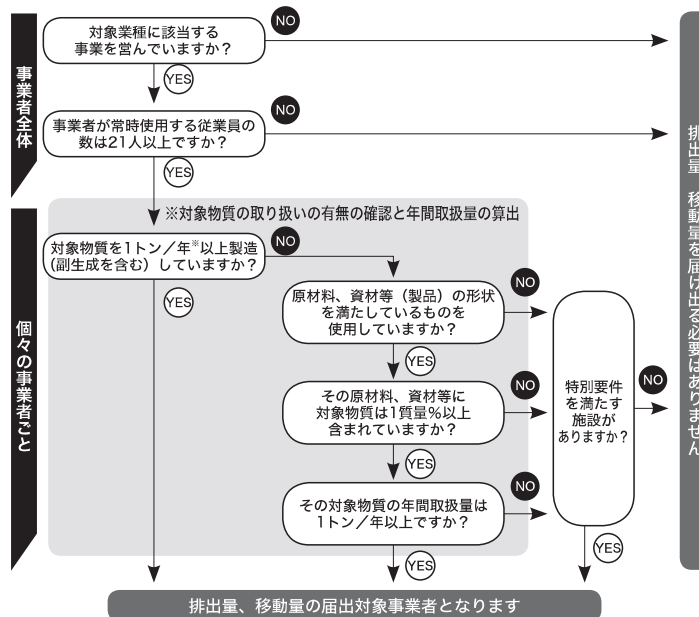 対象業種に該当する
事業を営んでいますか？
NO
YES
事業者全体
事業者が常時使用する従業員の
数は21人以上ですか？
NO
YES
※対象物質の取り扱いの有無の確認と年間取扱量の算出
対象物質を1トン／年※以上製造
（副生成を含む）していますか？
NO
YES
個々の事業者ごと
原材料、資材等（製品）の形状
を満たしているものを
使用していますか？
NO
YES
その原材料、資材等に
対象物質は1質量％以上
含まれていますか？
NO
YES
その対象物質の年間取扱量は
1トン／年以上ですか？
NO
YES
特別要件
を満たす
施設が
ありますか？
NO
YES
排出量、移動量を届け出る必要はありません
排出量、移動量の届出対象事業者となります